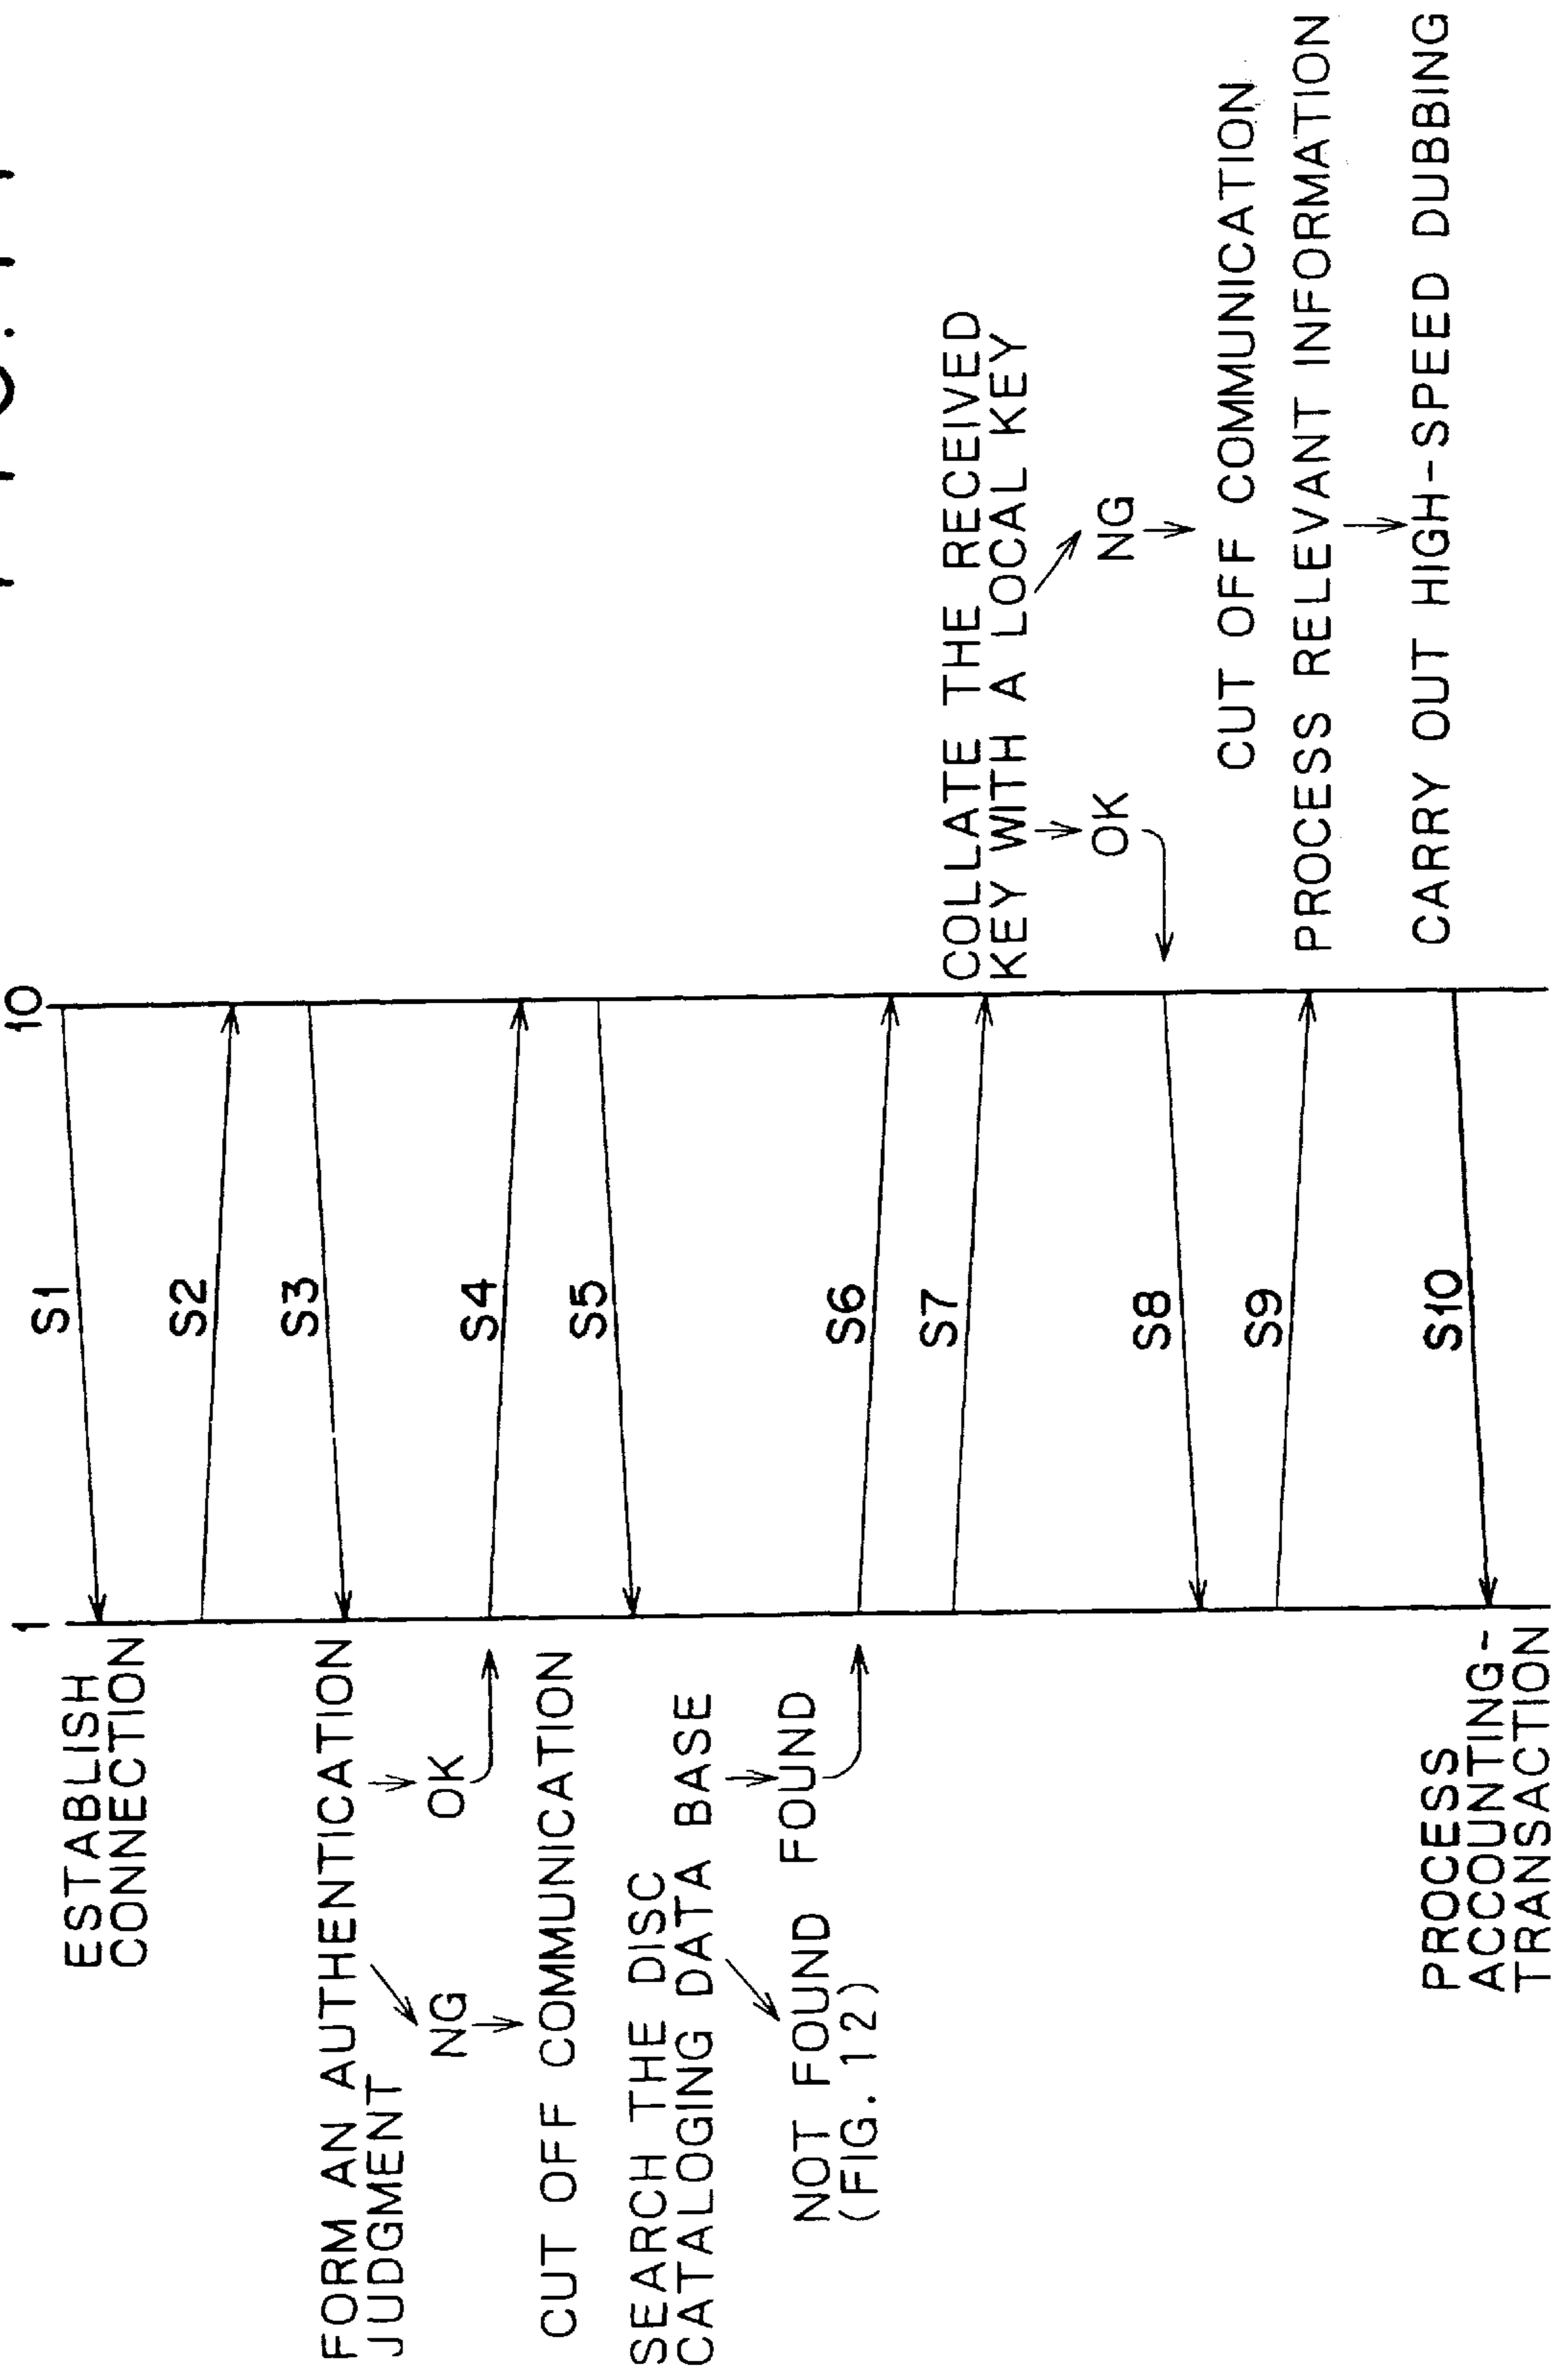 1
10
ESTABLISH
CONNECTION
S1
S2
S3
FORM AN AUTHENTICATION
JUDGMENT
NG
OK
S4
CUT OFF COMMUNICATION
S5
SEARCH THE DISC
CATALOGING DATA BASE
NOT FOUND
(FIG. 12)
FOUND
S6
S7
COLLATE THE RECEIVED
KEY WITH A LOCAL KEY
OK
NG
S8
CUT OFF COMMUNICATION
S9
PROCESS RELEVANT INFORMATION
CARRY OUT HIGH-SPEED DUBBING
S10
PROCESS
ACCOUNTING-
TRANSACTION